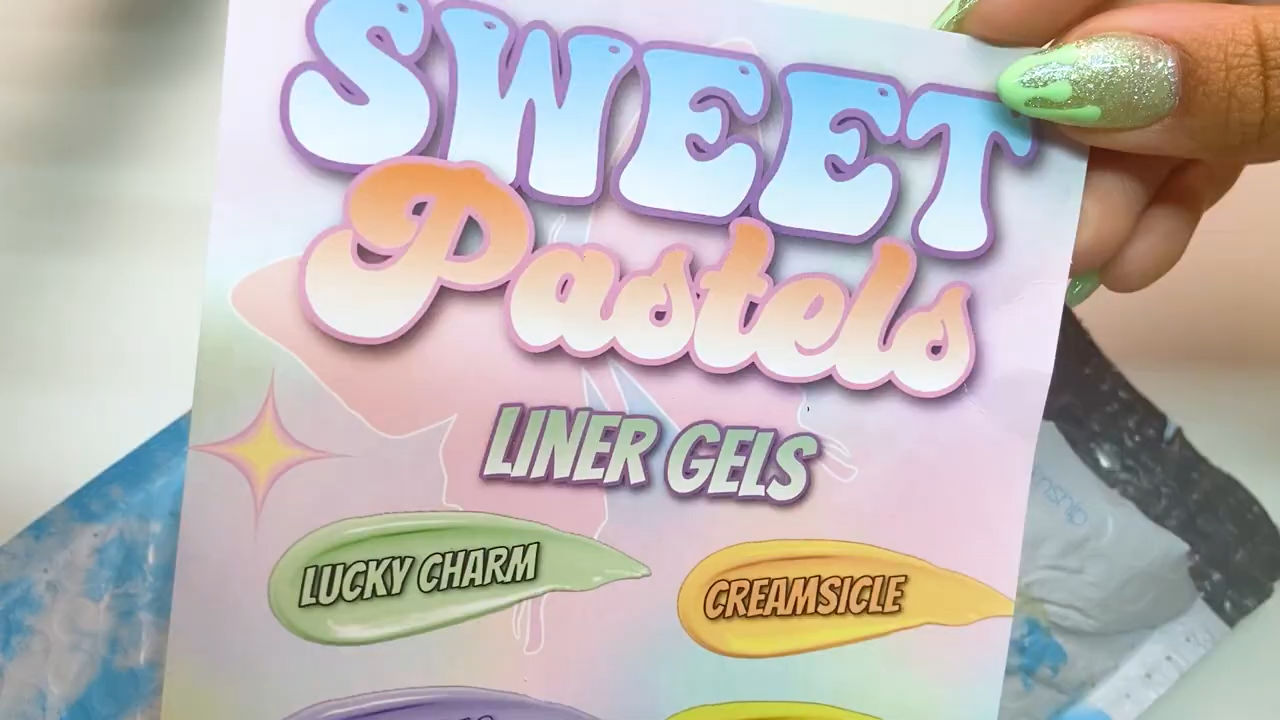 SWEET
Pastels
LINER GELS
LUCKY CHARM
CREAMSICLE